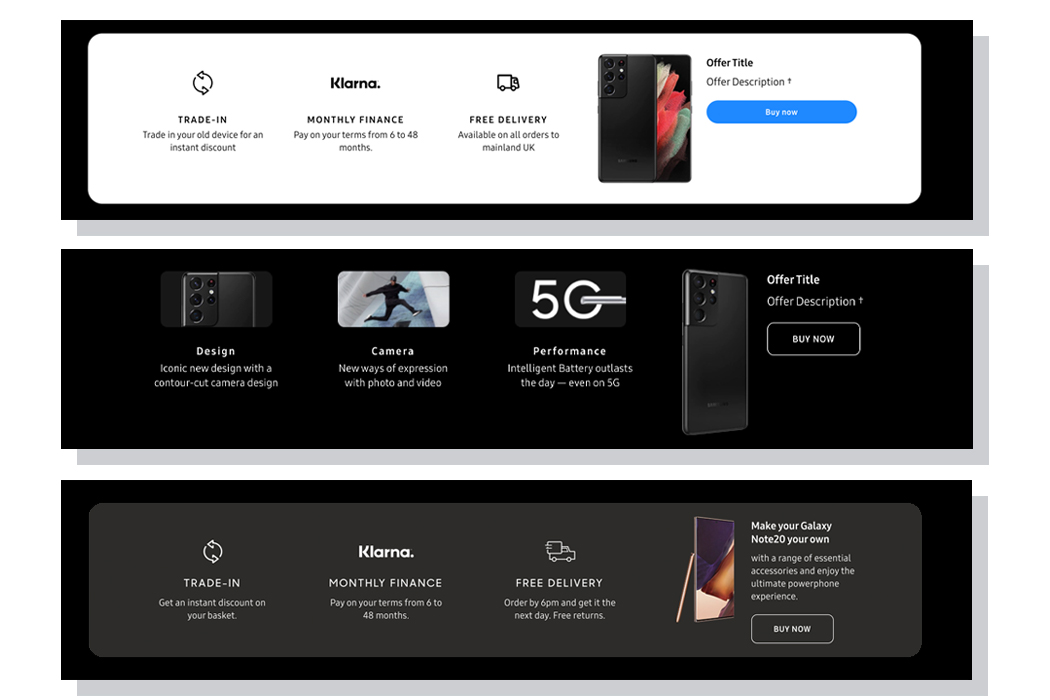 Klarna.
TRADE-IN
Trade in your old device for an
instant discount
MONTHLY FINANCE
Pay on your terms from 6 to 48
months.
FREE DELIVERY
Available on all orders to
mainland UK
Offer Title
Offer Description †
Buy now
5G
Design
Iconic new design with a
contour-cut camera design
Camera
New ways of expression
with photo and video
Performance
Intelligent Battery outlasts
the day — even on 5G
Offer Title
Offer Description †
BUY NOW
Klarna.
TRADE-IN
Get an instant discount on
your basket.
MONTHLY FINANCE
Pay on your terms from 6 to
48 months.
FREE DELIVERY
Order by 6pm and get it the
next day. Free returns.
Make your Galaxy
Note20 your own
with a range of essential
accessories and enjoy the
ultimate powerphone
experience.
BUY NOW